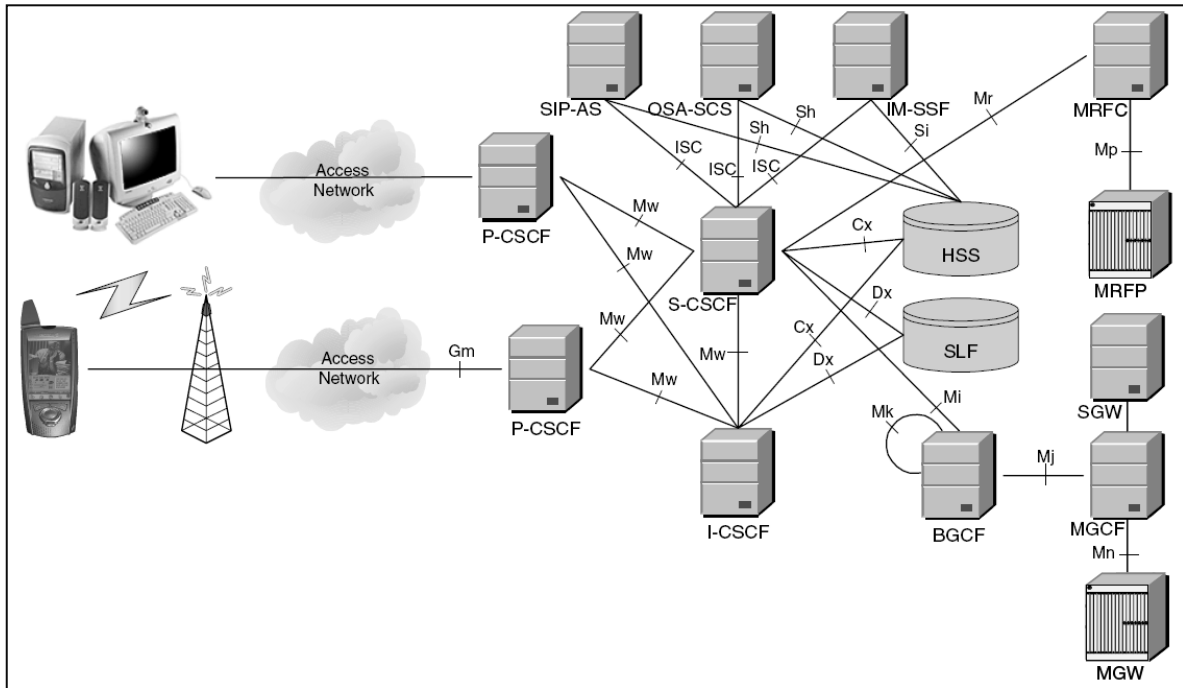 SIP-AS
OSA-SCS
IM-SSF
MRFC
Mr
Sh
Sh
Si
ISC
ISC
ISC
Mp
Access
Network
P-CSCF
Mw
Mw
Cx
HSS
MRFP
S-CSCF
Dx
Mw
Cx
Access
Network
Gm
Mw
Dx
SLF
Mw
P-CSCF
SGW
Mi
Mk
Mj
I-CSCF
BGCF
MGCF
Mn
MGW